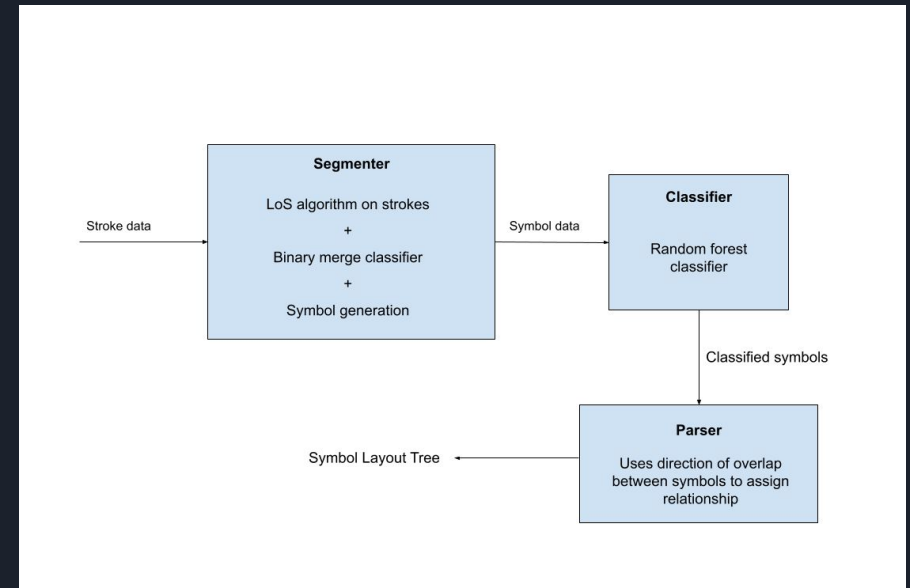 Stroke data
Segmenter
LoS algorithm on strokes
+
Binary merge classifier
+
Symbol generation
Symbol data
Classifier
Random forest
classifier
Classified symbols
Parser
Uses direction of overlap
between symbols to assign
relationship
Symbol Layout Tree